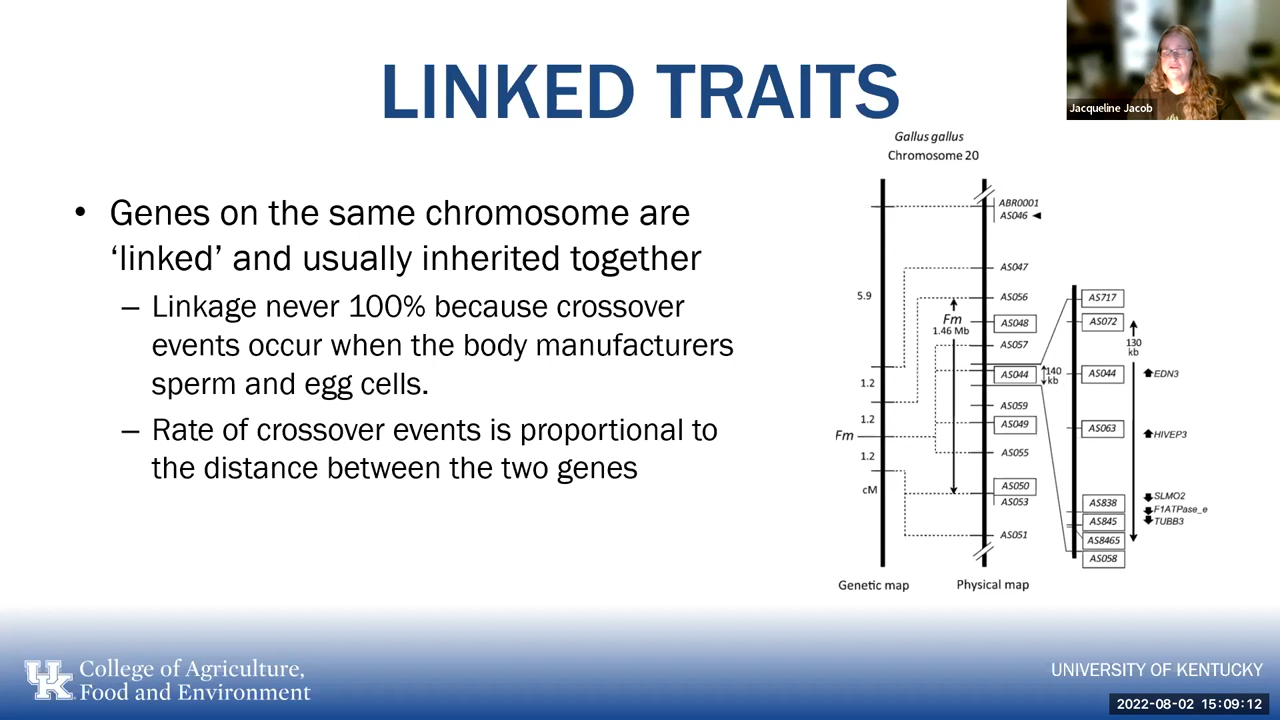 LINKED TRAITS
Jacqueline Jacob
Gallus gallus
Chromosome 20
• Genes on the same chromosome are
‘linked’ and usually inherited together
– Linkage never 100% because crossover
events occur when the body manufacturers
sperm and egg cells.
– Rate of crossover events is proportional to
the distance between the two genes
5.9
1.2
1.2
Fm
1.2
cM
Genetic map
Fm
1.46 Mb
ABR0001
AS046
AS047
AS056
AS048
AS057
AS044
AS059
AS049
AS055
AS050
AS053
AS051
Physical map
140
kb
AS717
AS072
AS044
AS063
AS838
AS845
AS8465
AS058
130
kb
EDN3
HIVEP3
SLMO2
F1ATPase_e
TUBB3
UK
College of Agriculture,
Food and Environment
UNIVERSITY OF KENTUCKY
2022-08-02 15:09:12